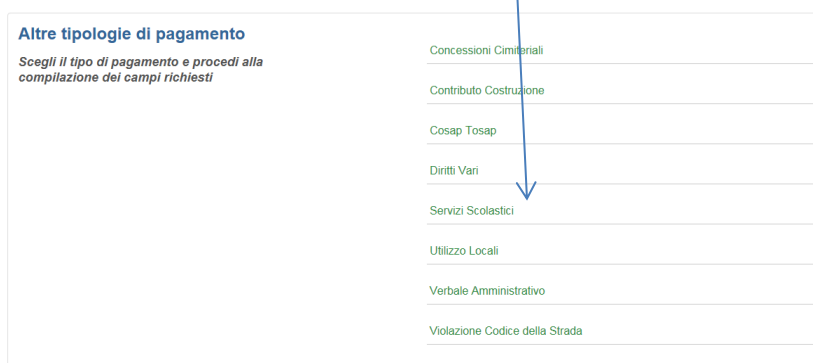 Altre tipologie di pagamento
Scegli il tipo di pagamento e procedi alla
compilazione dei campi richiesti
Concessioni Cimiteriali
Contributo Costruzione
Cosap Tosap
Diritti Vari
Servizi Scolastici
Utilizzo Locali
Verbale Amministrativo
Violazione Codice della Strada